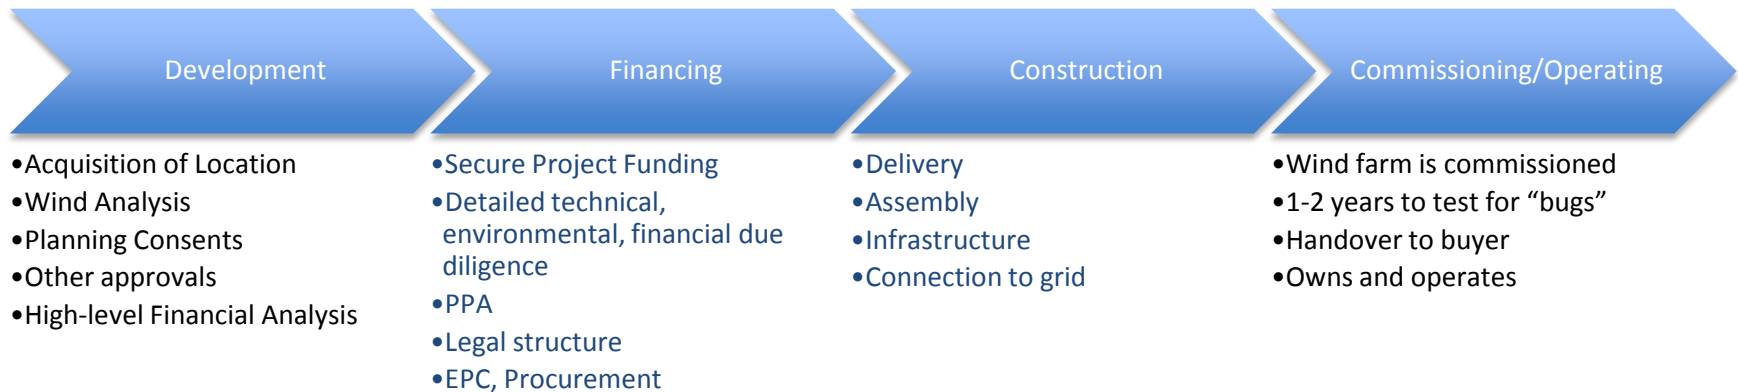 Development
Financing
Construction
Commissioning/Operating
•Acquisition of Location
•Wind Analysis
•Planning Consents
•Other approvals
•High-level Financial Analysis
•Secure Project Funding
•Detailed technical,
environmental, financial due
diligence
•PPA
•Legal structure
•EPC, Procurement
•Delivery
•Assembly
•Infrastructure
•Connection to grid
•Wind farm is commissioned
•1-2 years to test for “bugs”
•Handover to buyer
•Owns and operates